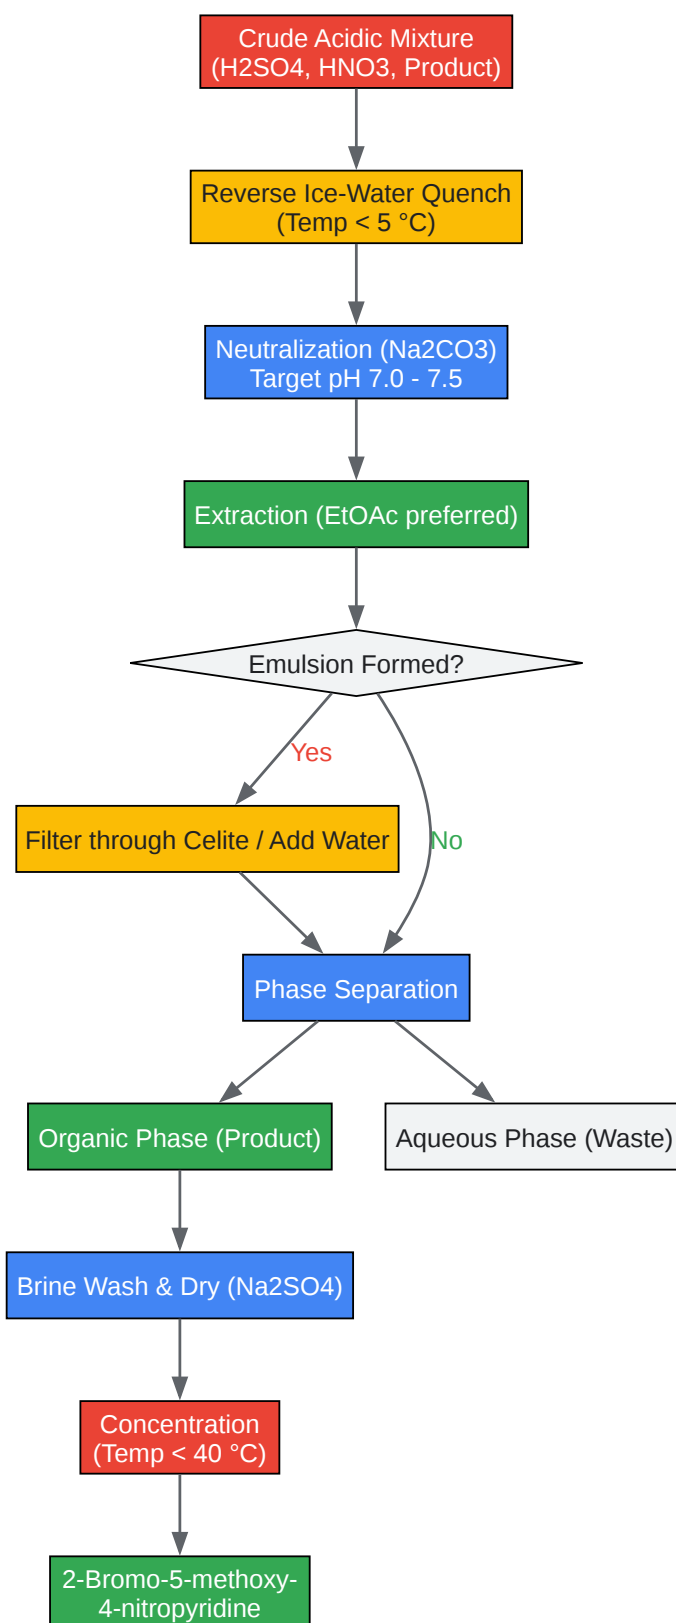 Crude Acidic Mixture
(H2SO4, HNO3, Product)
Reverse Ice-Water Quench
(Temp < 5 °C)
Neutralization (Na2CO3)
Target pH 7.0 - 7.5
Extraction (EtOAc preferred)
Emulsion Formed?
Yes
Filter through Celite / Add Water
No
Phase Separation
Organic Phase (Product)
Aqueous Phase (Waste)
Brine Wash & Dry (Na2SO4)
Concentration
(Temp < 40 °C)
2-Bromo-5-methoxy-
4-nitropyridine